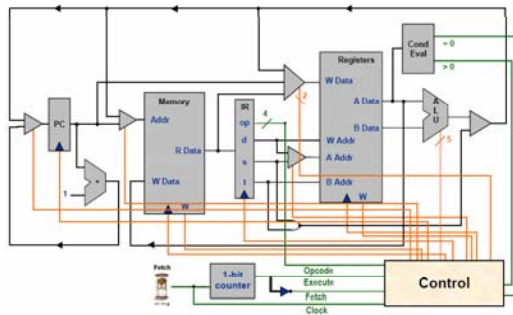 Registers
Cond
Eval
= 0
> 0
2
W Data
Memory
IR
A Data
A
L
U
PC
Addr
op
4
B Data
R Data
d
W Addr
s
A Addr
5
+
1
W Data
t
B Addr
W
W
Fetch
1-bit
counter
Opcode
Execute
Fetch
Clock
Control